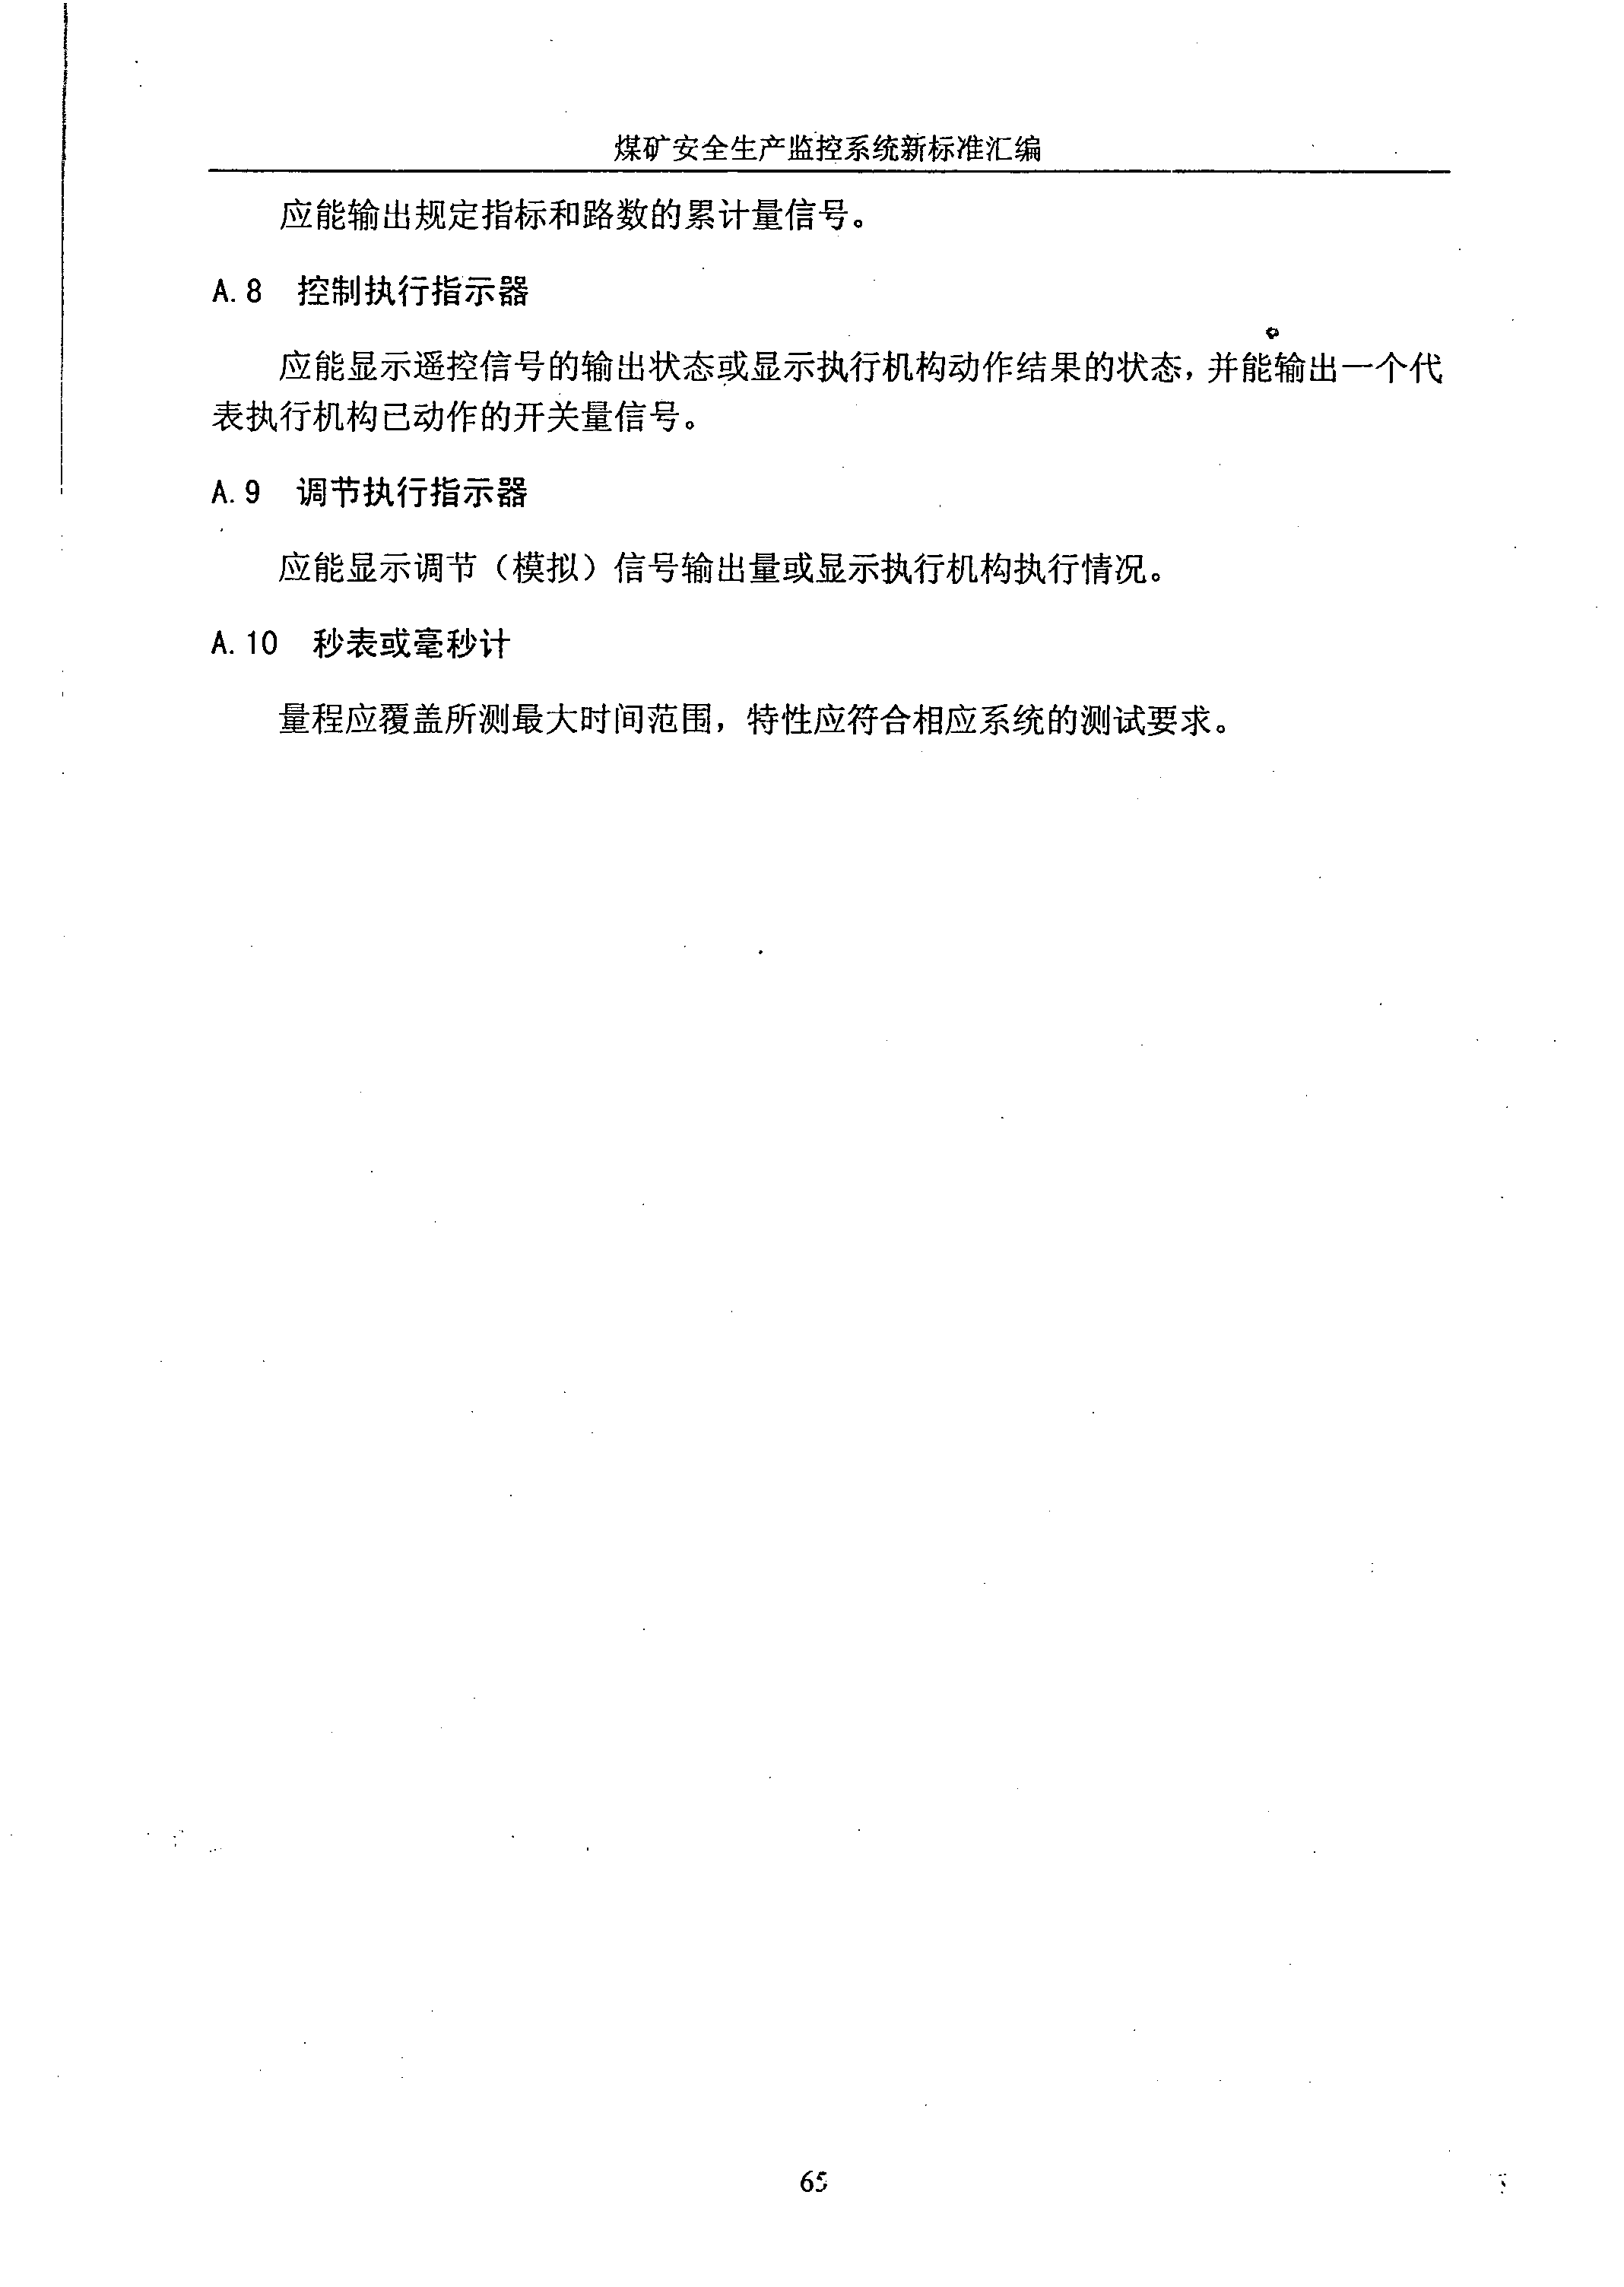 煤矿安全生产监控系统新标准汇编
应能输出规定指标和路数的累计量信号。
A.8 控制执行指示器
应能显示遥控信号的输出状态或显示执行机构动作结果的状态，并能输出一个代
表执行机构已动作的开关量信号。
A.9 调节执行指示器
应能显示调节（模拟）信号输出量或显示执行机构执行情况。
A.10 秒表或毫秒计
量程应覆盖所测最大时间范围，特性应符合相应系统的测试要求。
65